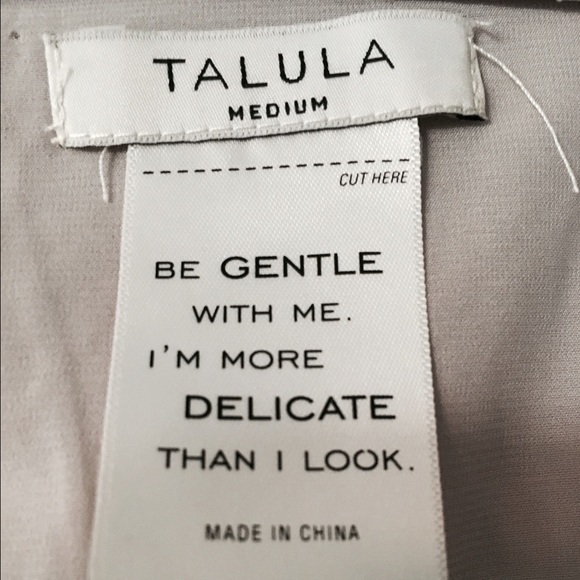 TALULA
MEDIUM
CUT HERE
BE GENTLE
WITH ME.
I'M MORE
DELICATE
THAN I LOOK.
MADE IN CHINA